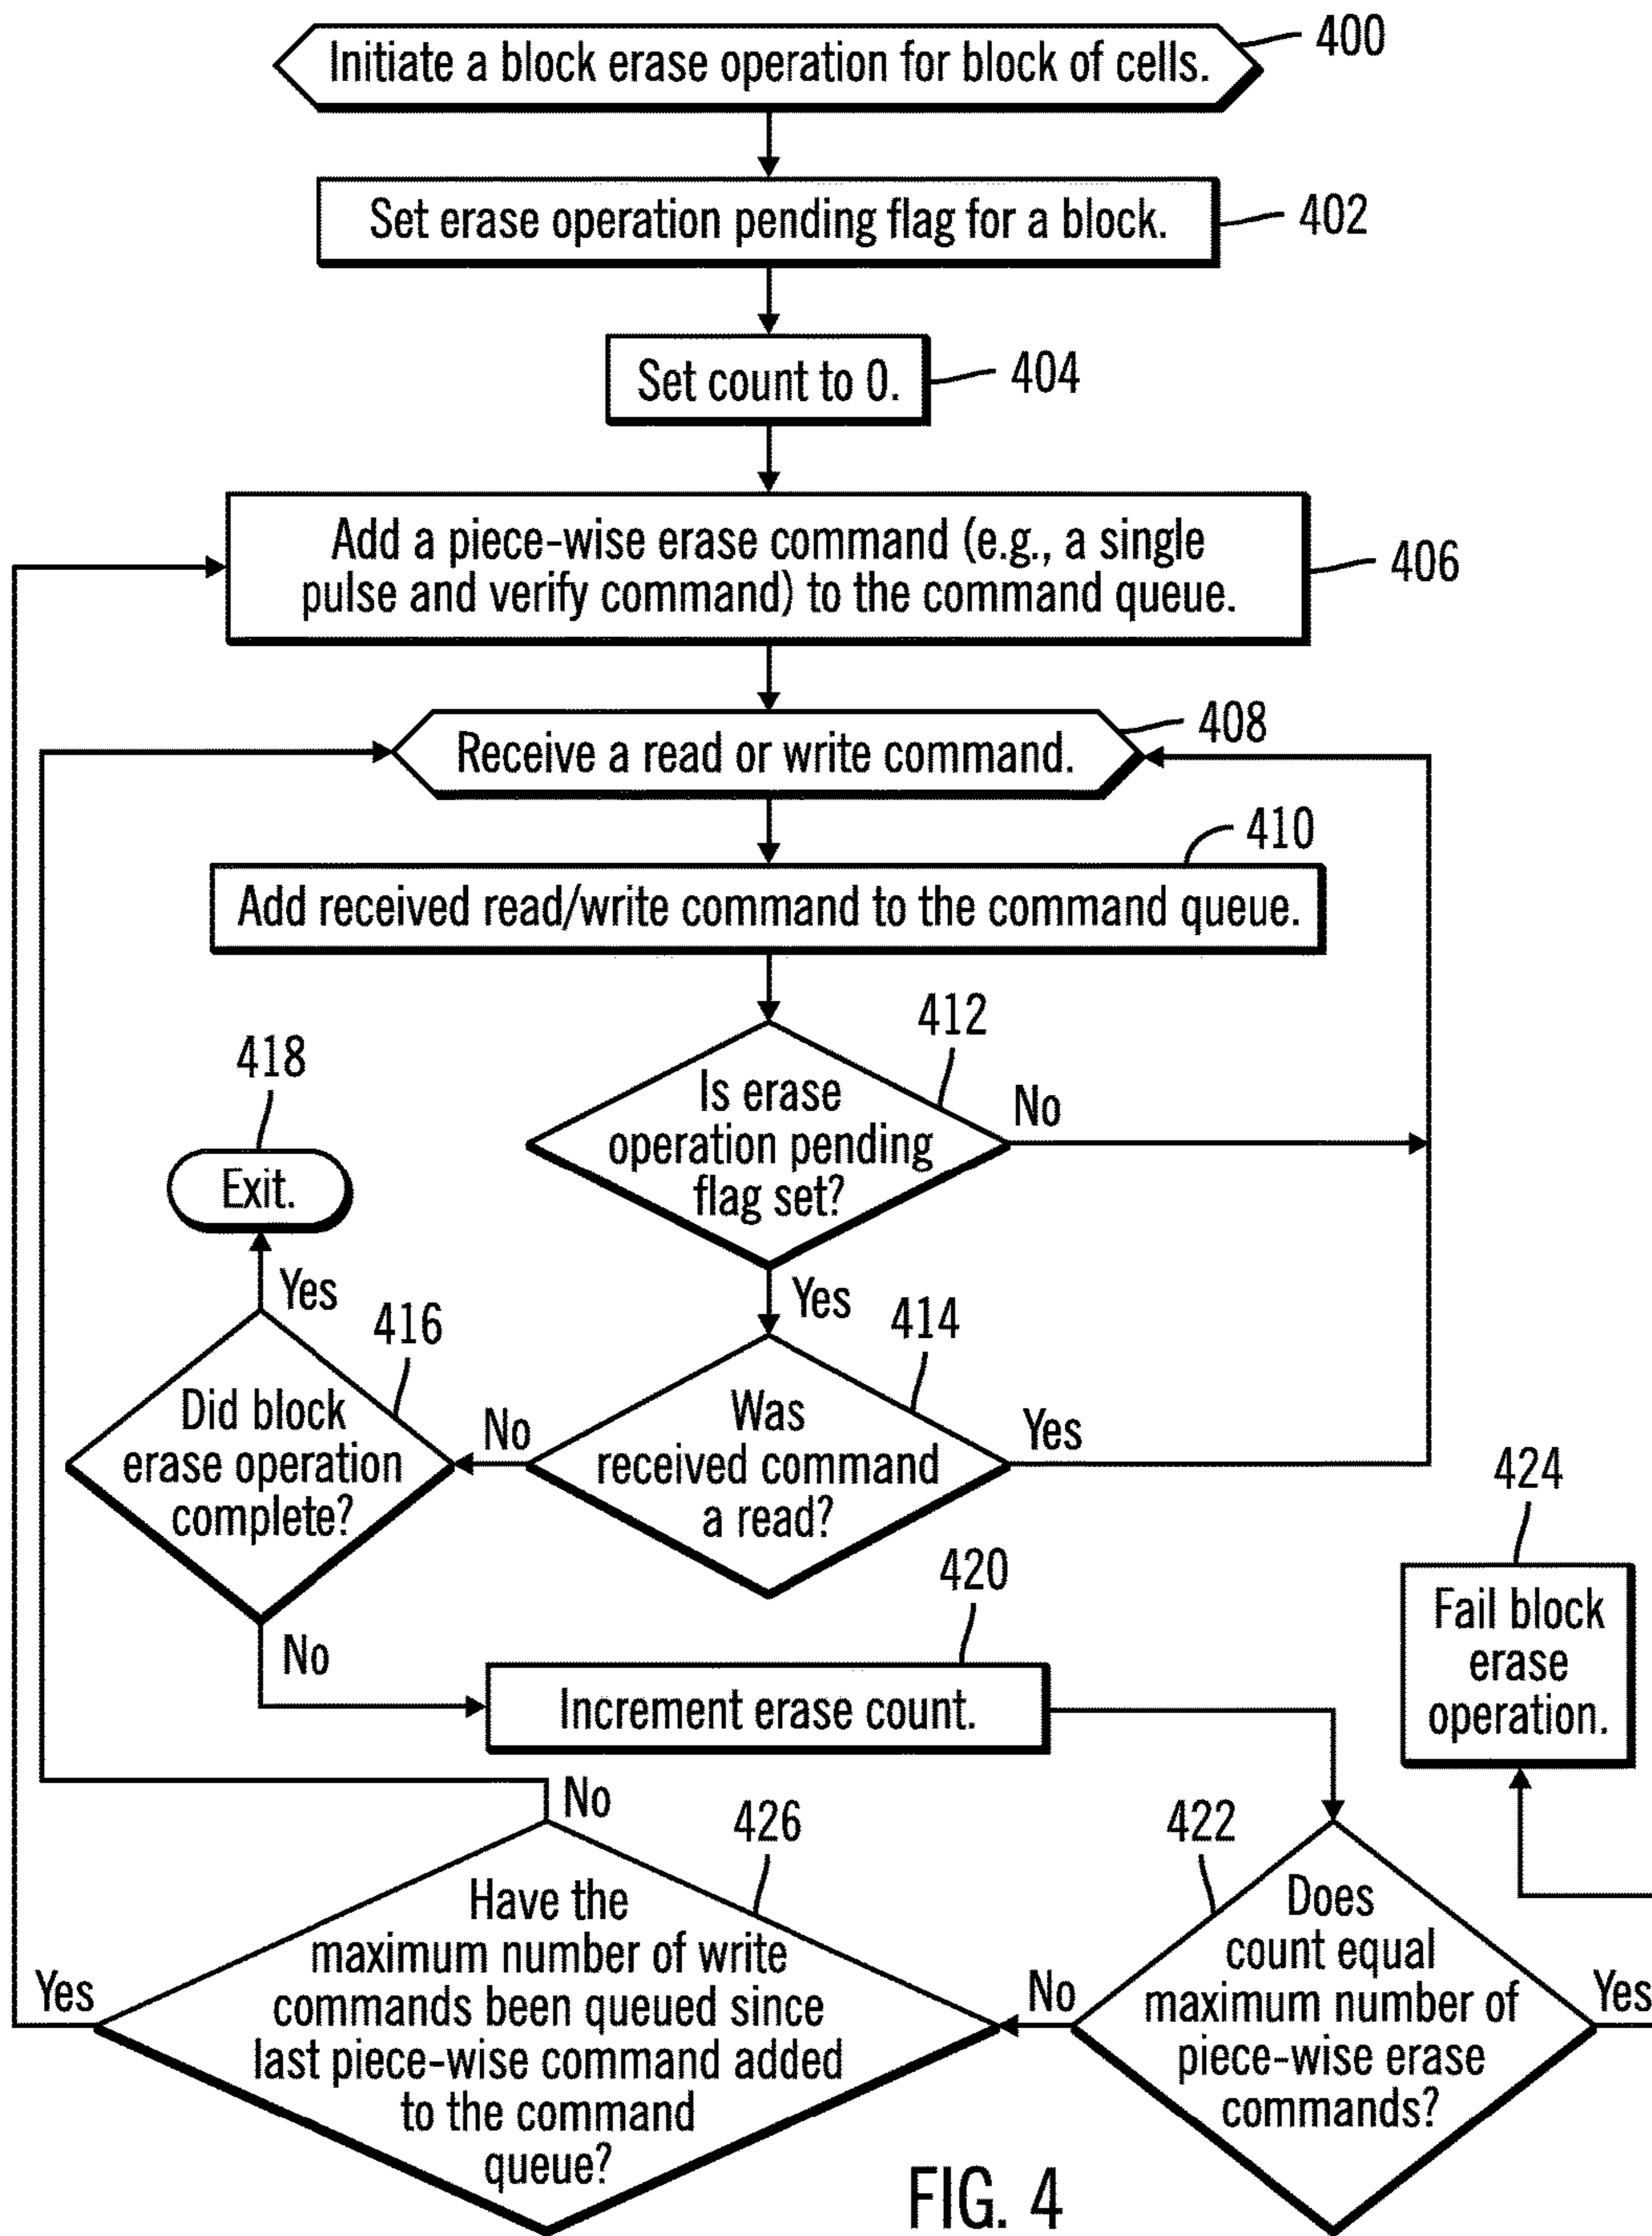 Initiate a block erase operation for block of cells.
400
Set erase operation pending flag for a block.
402
Set count to 0.
404
Add a piece-wise erase command (e.g., a single
pulse and verify command) to the command queue.
406
Receive a read or write command.
408
410
Add received read/write command to the command queue.
412
Is erase
operation pending
flag set?
No
Yes
418
Exit.
Yes
416
Did block
erase operation
complete?
No
414
Was
received command
a read?
Yes
No
420
Increment erase count.
424
Fail block
erase
operation.
422
Does
count equal
maximum number of
piece-wise erase
commands?
Yes
No
426
Have the
maximum number of write
commands been queued since
last piece-wise command added
to the command
queue?
No
Yes
FIG. 4